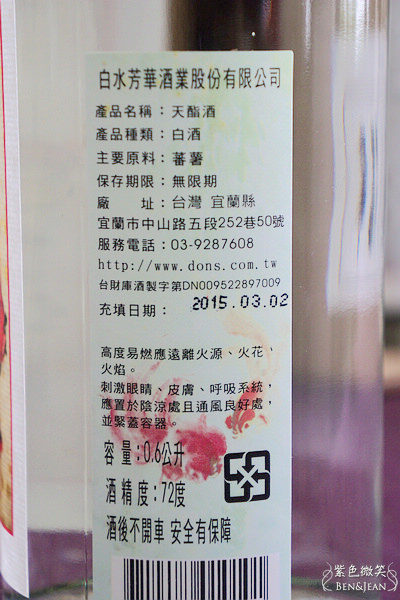 白水芳華酒業股份有限公司
產品名稱：天酯酒
產品種類：白酒
主要原料：蕃薯
保存期限：無限期
廠　　址：台灣 宜蘭縣
宜蘭市中山路五段252巷50號
服務電話：03-9287608
http://www.dons.com.tw
台財庫酒製字第DN009522897009
充填日期：2015.03.02
高度易燃應遠離火源、火花，
火焰。
刺激眼睛、皮膚、呼吸系統，
應置於陰涼處且通風良好處，
並緊蓋容器。
容 量：0.6公升
酒 精 度：72度
酒後不開車 安全有保障
紫色微笑
BEN&JEAN